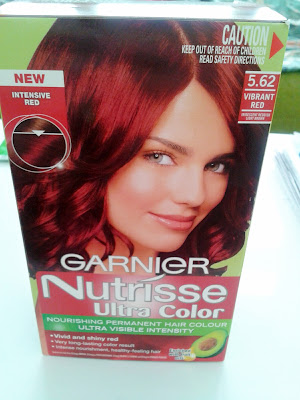 CAUTION
KEEP OUT OF REACH OF CHILDREN
READ SAFETY DIRECTIONS
NEW
INTENSIVE
RED
5.62
VIBRANT
RED
GARNIER
Nutrisse
Ultra Color
NOURISHING PERMANENT HAIR COLOUR
ULTRA VISIBLE INTENSITY
• Vivid and shiny red
• Very long-lasting color result
• Intense nourishment, healthy-feeling hair